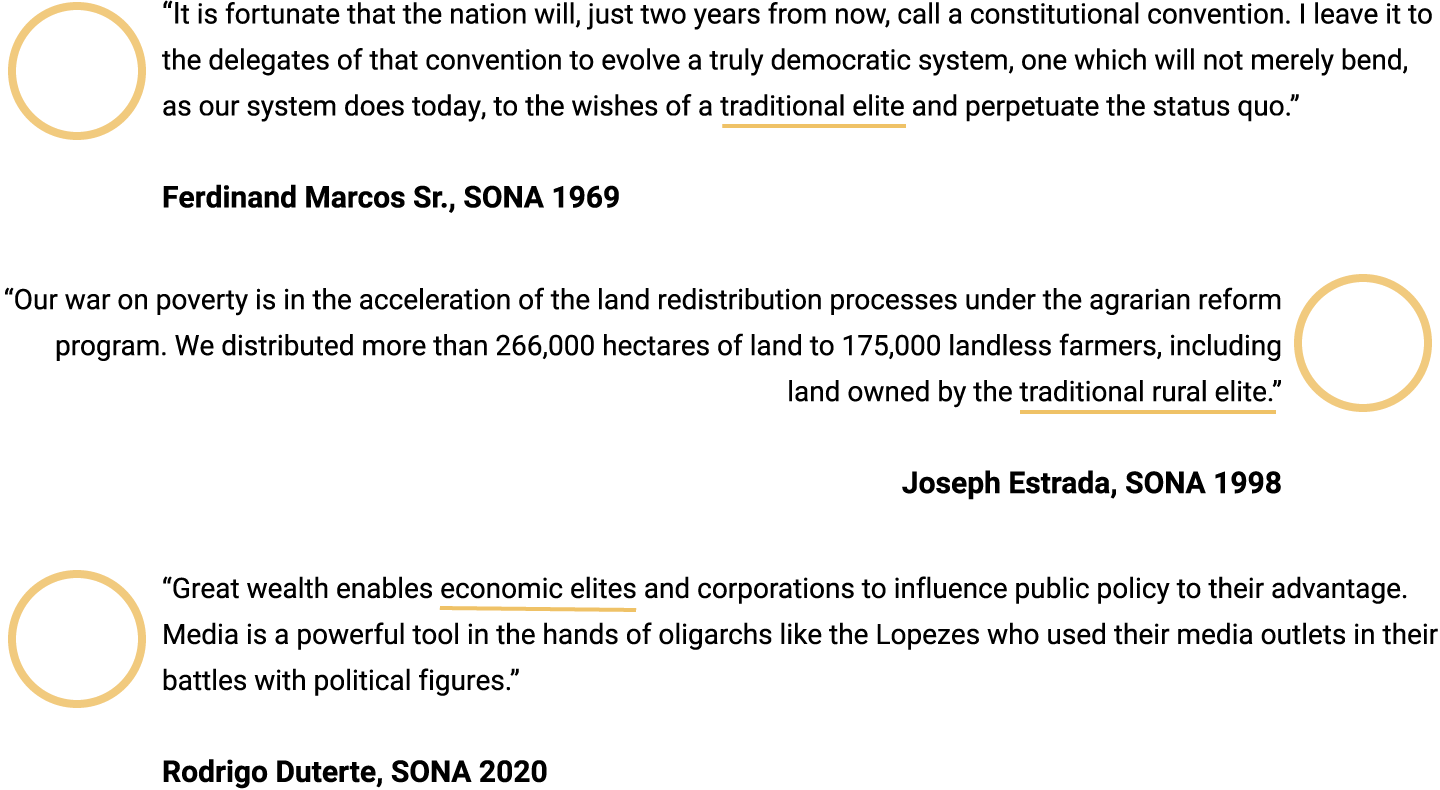 “It is fortunate that the nation will, just two years from now, call a constitutional convention. I leave it to
the delegates of that convention to evolve a truly democratic system, one which will not merely bend,
as our system does today, to the wishes of a traditional elite and perpetuate the status quo.”
Ferdinand Marcos Sr., SONA 1969
“Our war on poverty is in the acceleration of the land redistribution processes under the agrarian reform
program. We distributed more than 266,000 hectares of land to 175,000 landless farmers, including
land owned by the traditional rural elite.”
Joseph Estrada, SONA 1998
“Great wealth enables economic elites and corporations to influence public policy to their advantage.
Media is a powerful tool in the hands of oligarchs like the Lopezes who used their media outlets in their
battles with political figures.”
Rodrigo Duterte, SONA 2020